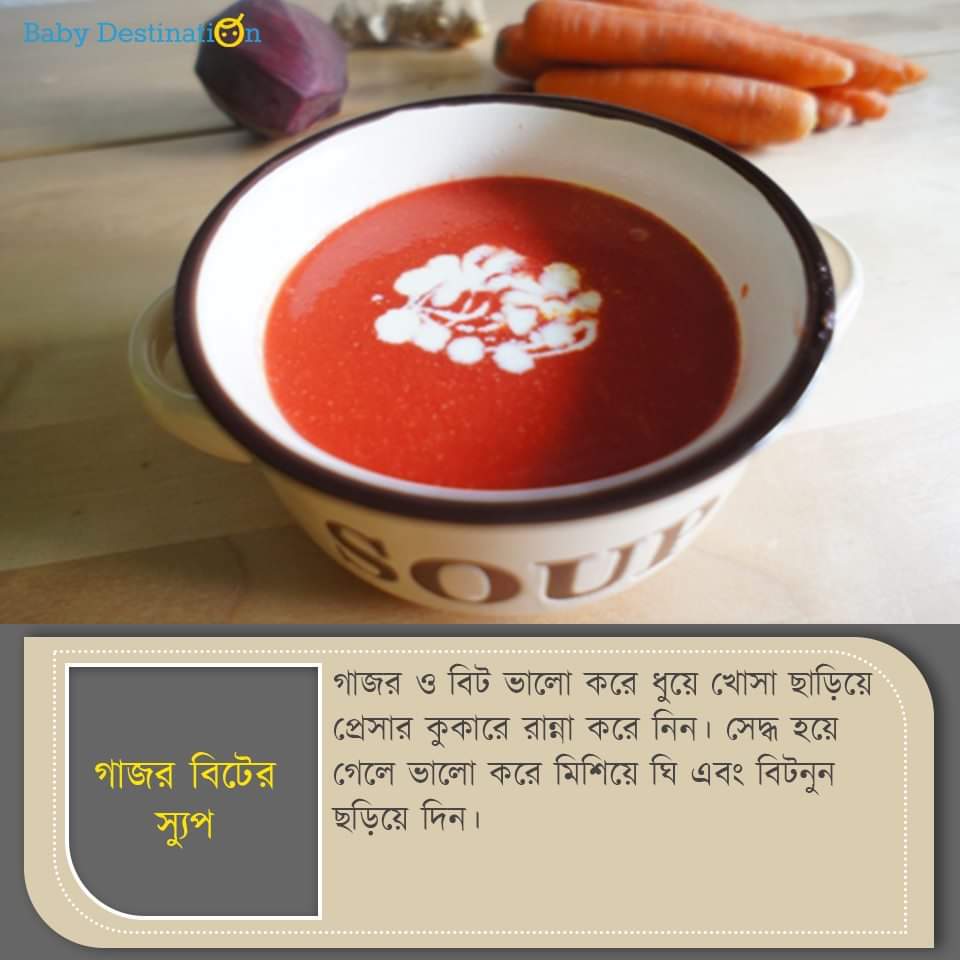 Baby Destination
SOUP
গাজর বিটের
স্যুপ
গাজর ও বিট ভালো করে ধুয়ে খোসা ছাড়িয়ে
প্রেসার কুকারে রান্না করে নিন। সেদ্ধ হয়ে
গেলে ভালো করে মিশিয়ে ঘি এবং বিটনুন
ছড়িয়ে দিন।